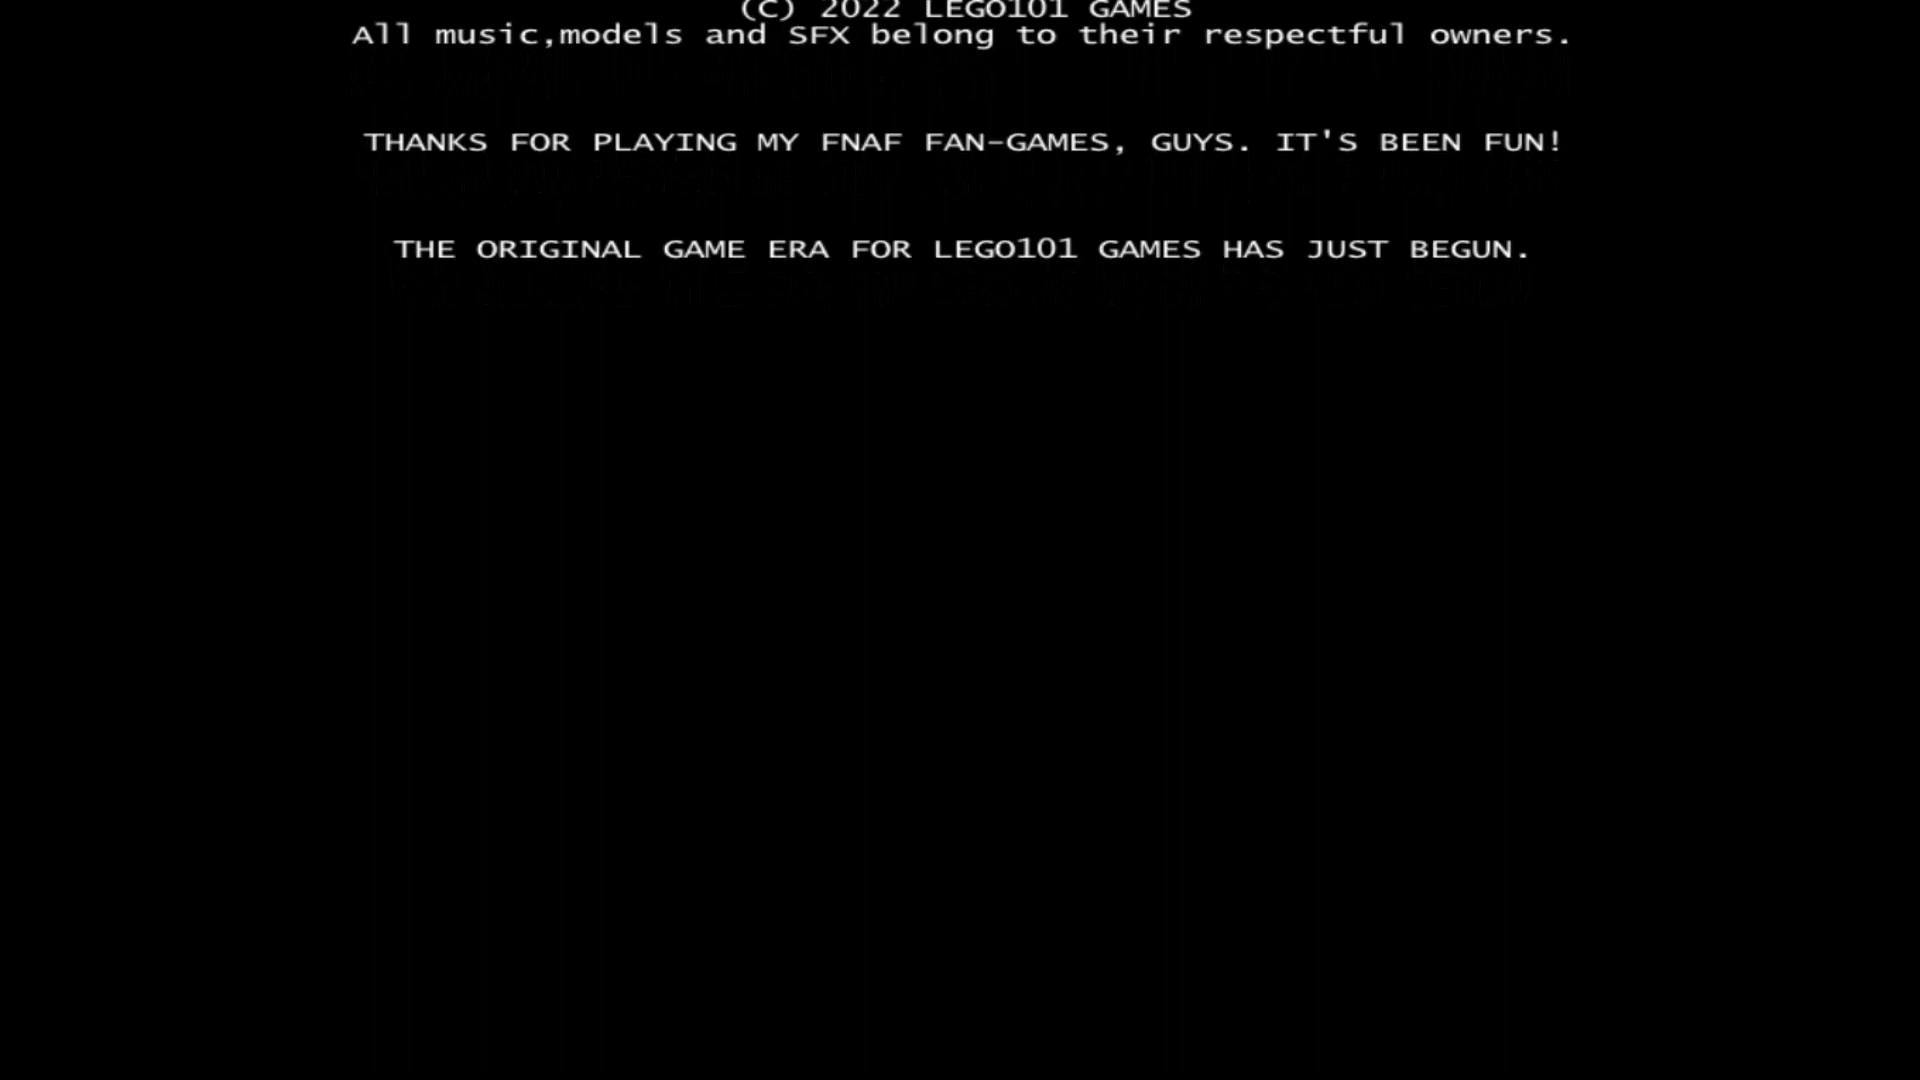 (C) 2022 LEGO101 GAMES
All music,models and SFX belong to their respectful owners.
THANKS FOR PLAYING MY FNAF FAN-GAMES, GUYS. IT'S BEEN FUN!
THE ORIGINAL GAME ERA FOR LEGO101 GAMES HAS JUST BEGUN.